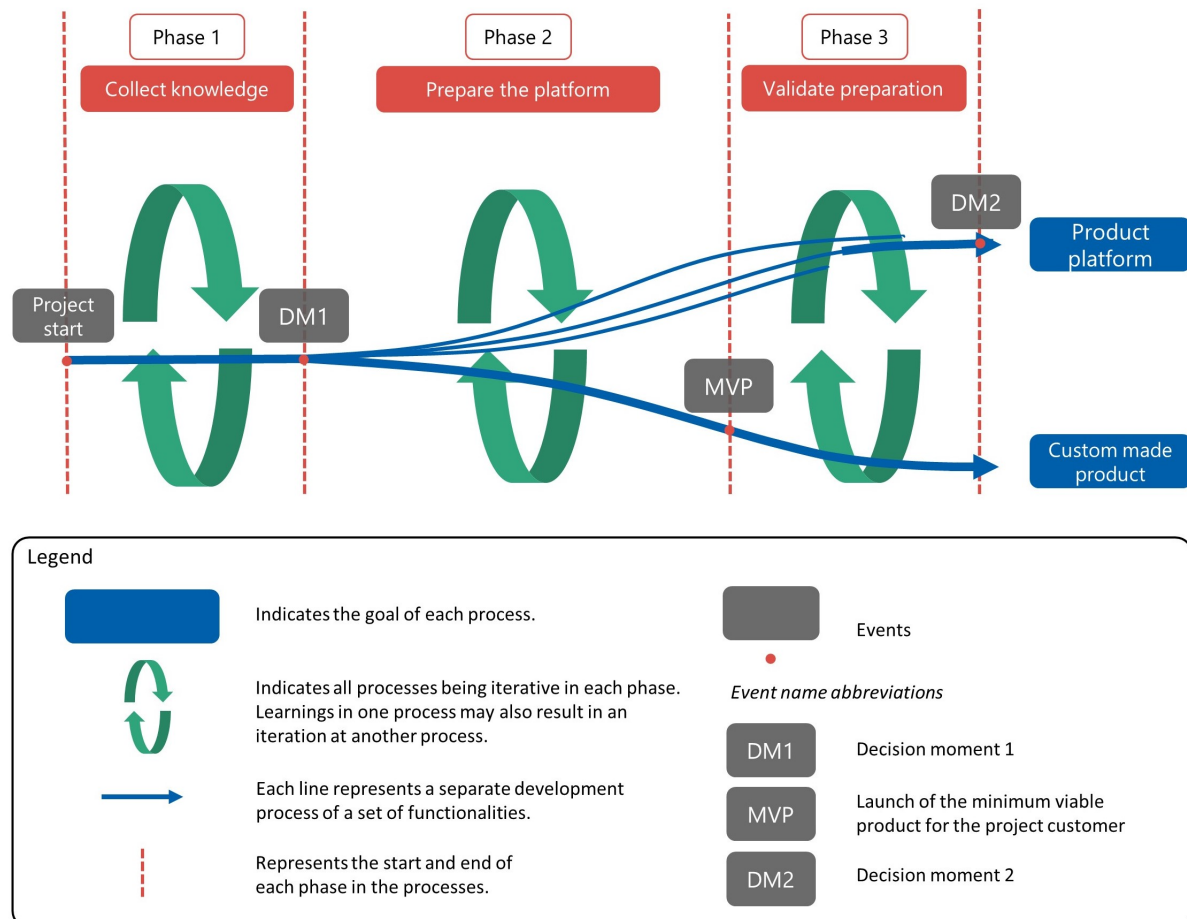 Phase 1
Phase 2
Phase 3
Collect knowledge
Prepare the platform
Validate preparation
DM2
Product
platform
Project
start
DM1
MVP
Custom made
product
Legend
Indicates the goal of each process.
Indicates all processes being iterative in each phase.
Learnings in one process may also result in an
iteration at another process.
Each line represents a separate development
process of a set of functionalities.
Represents the start and end of
each phase in the processes.
Events
Event name abbreviations
DM1
Decision moment 1
MVP
Launch of the minimum viable
product for the project customer
DM2
Decision moment 2